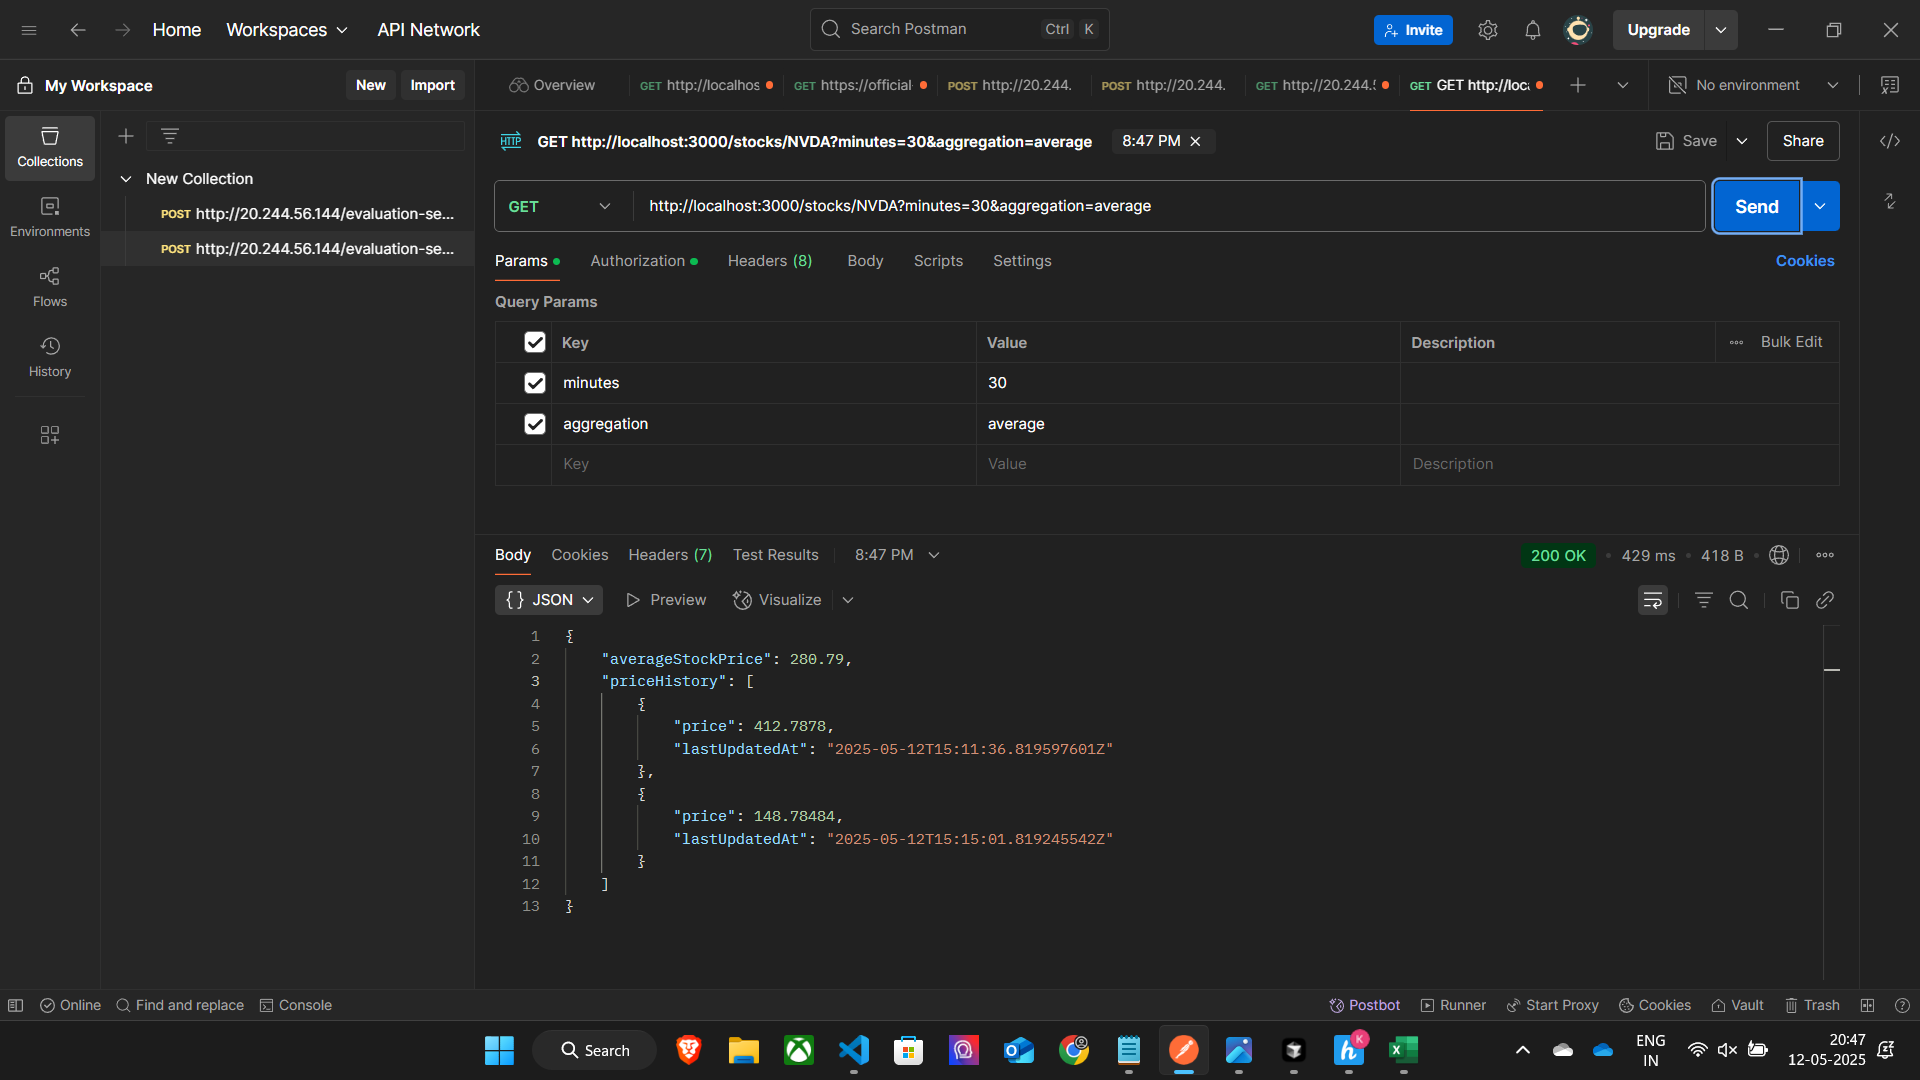 Home
Workspaces
API Network
Search Postman
Ctrl K
Invite
Upgrade
My Workspace
New
Import
Overview
GET http://localhos
GET https://official
POST http://20.244.
POST http://20.244.
GET http://20.244.
GET GET http://loc
No environment
Collections
Environments
Flows
History
New Collection
POST http://20.244.56.144/evaluation-se...
POST http://20.244.56.144/evaluation-se...
HTTP GET http://localhost:3000/stocks/NVDA?minutes=30&aggregation=average
8:47 PM
Save
Share
GET
http://localhost:3000/stocks/NVDA?minutes=30&aggregation=average
Send
Params
Authorization
Headers (8)
Body
Scripts
Settings
Cookies
Query Params
Key Value Description Bulk Edit
minutes 30
aggregation average
Key Value Description
Body
Cookies
Headers (7)
Test Results
8:47 PM
200 OK
429 ms
418 B
{} JSON
Preview
Visualize
1 {
2 "averageStockPrice": 280.79,
3 "priceHistory": [
4 {
5 "price": 412.7878,
6 "lastUpdatedAt": "2025-05-12T15:11:36.819597601Z"
7 },
8 {
9 "price": 148.78484,
10 "lastUpdatedAt": "2025-05-12T15:15:01.819245542Z"
11 }
12 ]
13 }
Online
Find and replace
Console
Postbot
Runner
Start Proxy
Cookies
Vault
Trash
Search
K
ENG
IN
20:47
12-05-2025